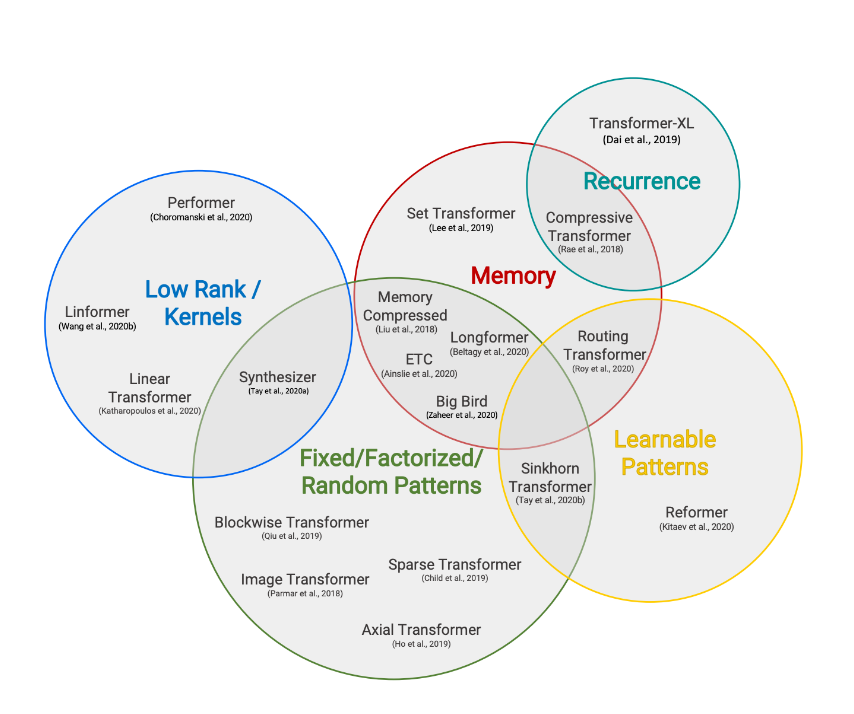 Transformer-XL
(Dai et al., 2019)
Recurrence
Compressive
Transformer
(Rae et al., 2018)
Set Transformer
(Lee et al., 2019)
Memory
Performer
(Choromanski et al., 2020)
Low Rank /
Kernels
Linformer
(Wang et al., 2020b)
Linear
Transformer
(Katharopoulos et al., 2020)
Synthesizer
(Tay et al., 2020a)
Memory
Compressed
(Liu et al., 2018)
Longformer
(Beltagy et al., 2020)
ETC
(Ainslie et al., 2020)
Big Bird
(Zaheer et al., 2020)
Routing
Transformer
(Roy et al., 2020)
Learnable
Patterns
Fixed/Factorized/
Random Patterns
Sinkhorn
Transformer
(Tay et al., 2020b)
Reformer
(Kitaev et al., 2020)
Blockwise Transformer
(Qiu et al., 2019)
Sparse Transformer
(Child et al., 2019)
Image Transformer
(Parmar et al., 2018)
Axial Transformer
(Ho et al., 2019)